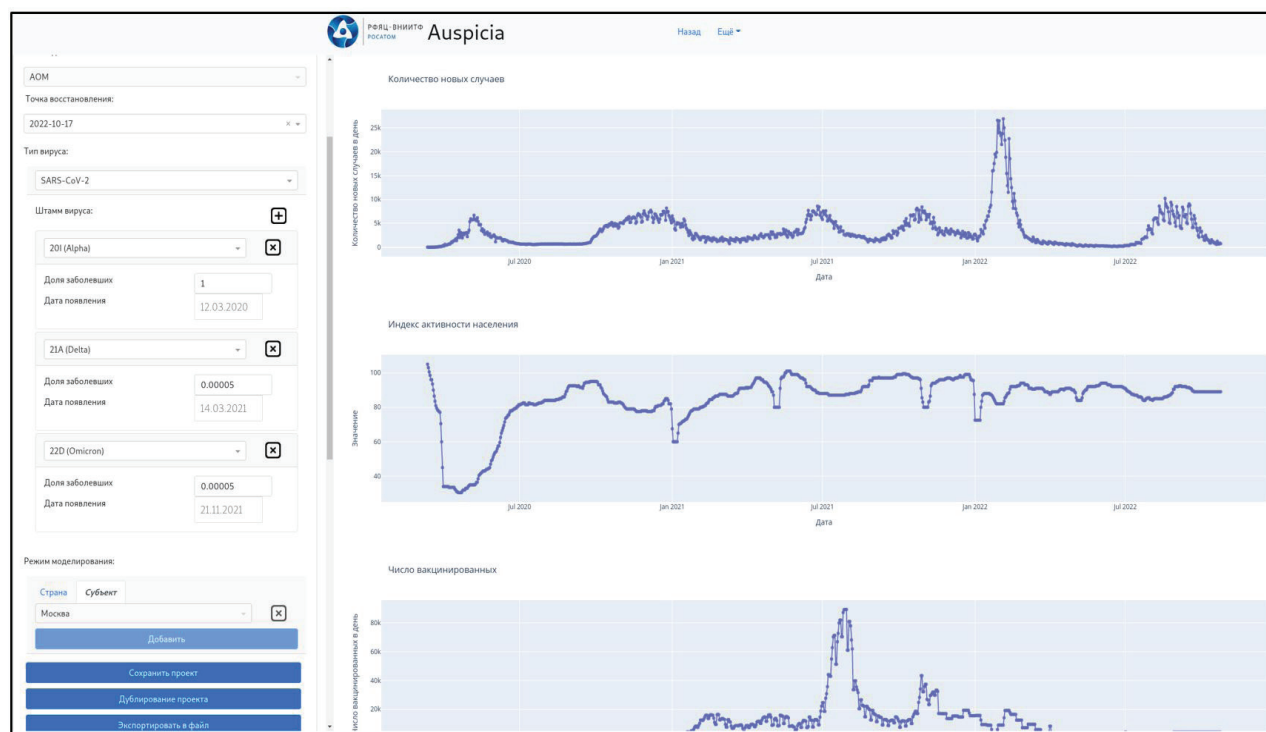 РФЯЦ-ВНИИТФ
РОСАТОМ
Auspicia
Назад
Ещё
АОМ
Точка восстановления:
2022-10-17
Тип вируса:
SARS-CoV-2
Штамм вируса:
20I (Alpha)
Доля заболевших
1
Дата появления
12.03.2020
21A (Delta)
Доля заболевших
0.00005
Дата появления
14.03.2021
22D (Omicron)
Доля заболевших
0.00005
Дата появления
21.11.2021
Режим моделирования:
Страна
Субъект
Москва
Добавить
Сохранить проект
Дублирование проекта
Экспортировать в файл
Количество новых случаев
Количество новых случаев в день
25k
20k
15k
10k
5k
0
Jul 2020
Jan 2021
Jul 2021
Jan 2022
Jul 2022
Дата
Индекс активности населения
Значение
100
80
60
40
Jul 2020
Jan 2021
Jul 2021
Jan 2022
Jul 2022
Дата
Число вакцинированных
Число вакцинированных в день
80k
60k
40k
20k